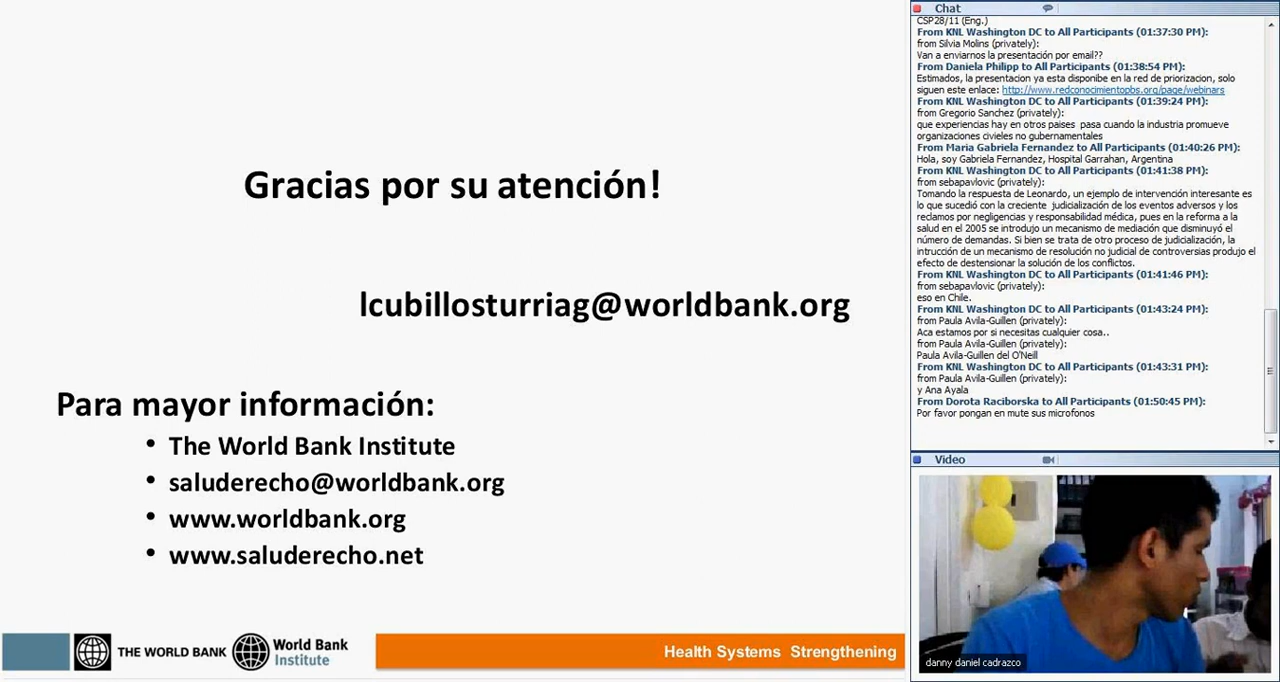 Gracias por su atención!
lcubillosturriag@worldbank.org
Para mayor información:
• The World Bank Institute
• saluderecho@worldbank.org
• www.worldbank.org
• www.saluderecho.net
THE WORLD BANK
World Bank
Institute
Health Systems Strengthening
Chat
CSP28/11 (Eng.)
From KNL Washington DC to All Participants (01:37:30 PM):
from Silvia Molins (privately):
Van a enviarnos la presentación por email??
From Daniela Philipp to All Participants (01:38:54 PM):
Estimados, la presentacion ya esta disponibe en la red de priorizacion, solo
siguen este enlace: http://www.redconocimientopbs.org/page/webinars
From KNL Washington DC to All Participants (01:39:24 PM):
from Gregorio Sanchez (privately):
que experiencias hay en otros paises pasa cuando la industria promueve
organizaciones civieles no gubernamentales
From Maria Gabriela Fernandez to All Participants (01:40:26 PM):
Hola, soy Gabriela Fernandez, Hospital Garrahan, Argentina
From KNL Washington DC to All Participants (01:41:38 PM):
from sebapavlovic (privately):
Tomando la respuesta de Leonardo, un ejemplo de intervención interesante es
lo que sucedió con la creciente judicialización de los eventos adversos y los
reclamos por negligencias y responsabilidad médica, pues en la reforma a la
salud en el 2005 se introdujo un mecanismo de mediación que disminuyó el
número de demandas. Si bien se trata de otro proceso de judicialización, la
intrucción de un mecanismo de resolución no judicial de controversias produjo el
efecto de destensionar la solución de los conflictos.
From KNL Washington DC to All Participants (01:41:46 PM):
from sebapavlovic (privately):
eso en Chile.
From KNL Washington DC to All Participants (01:43:24 PM):
from Paula Avila-Guillen (privately):
Aca estamos por si necesitas cualquier cosa..
from Paula Avila-Guillen (privately):
Paula Avila-Guillen del O'Neill
From KNL Washington DC to All Participants (01:43:31 PM):
from Paula Avila-Guillen (privately):
y Ana Ayala
From Dorota Raciborska to All Participants (01:50:45 PM):
Por favor pongan en mute sus microfonos
Video
danny daniel cadrazco